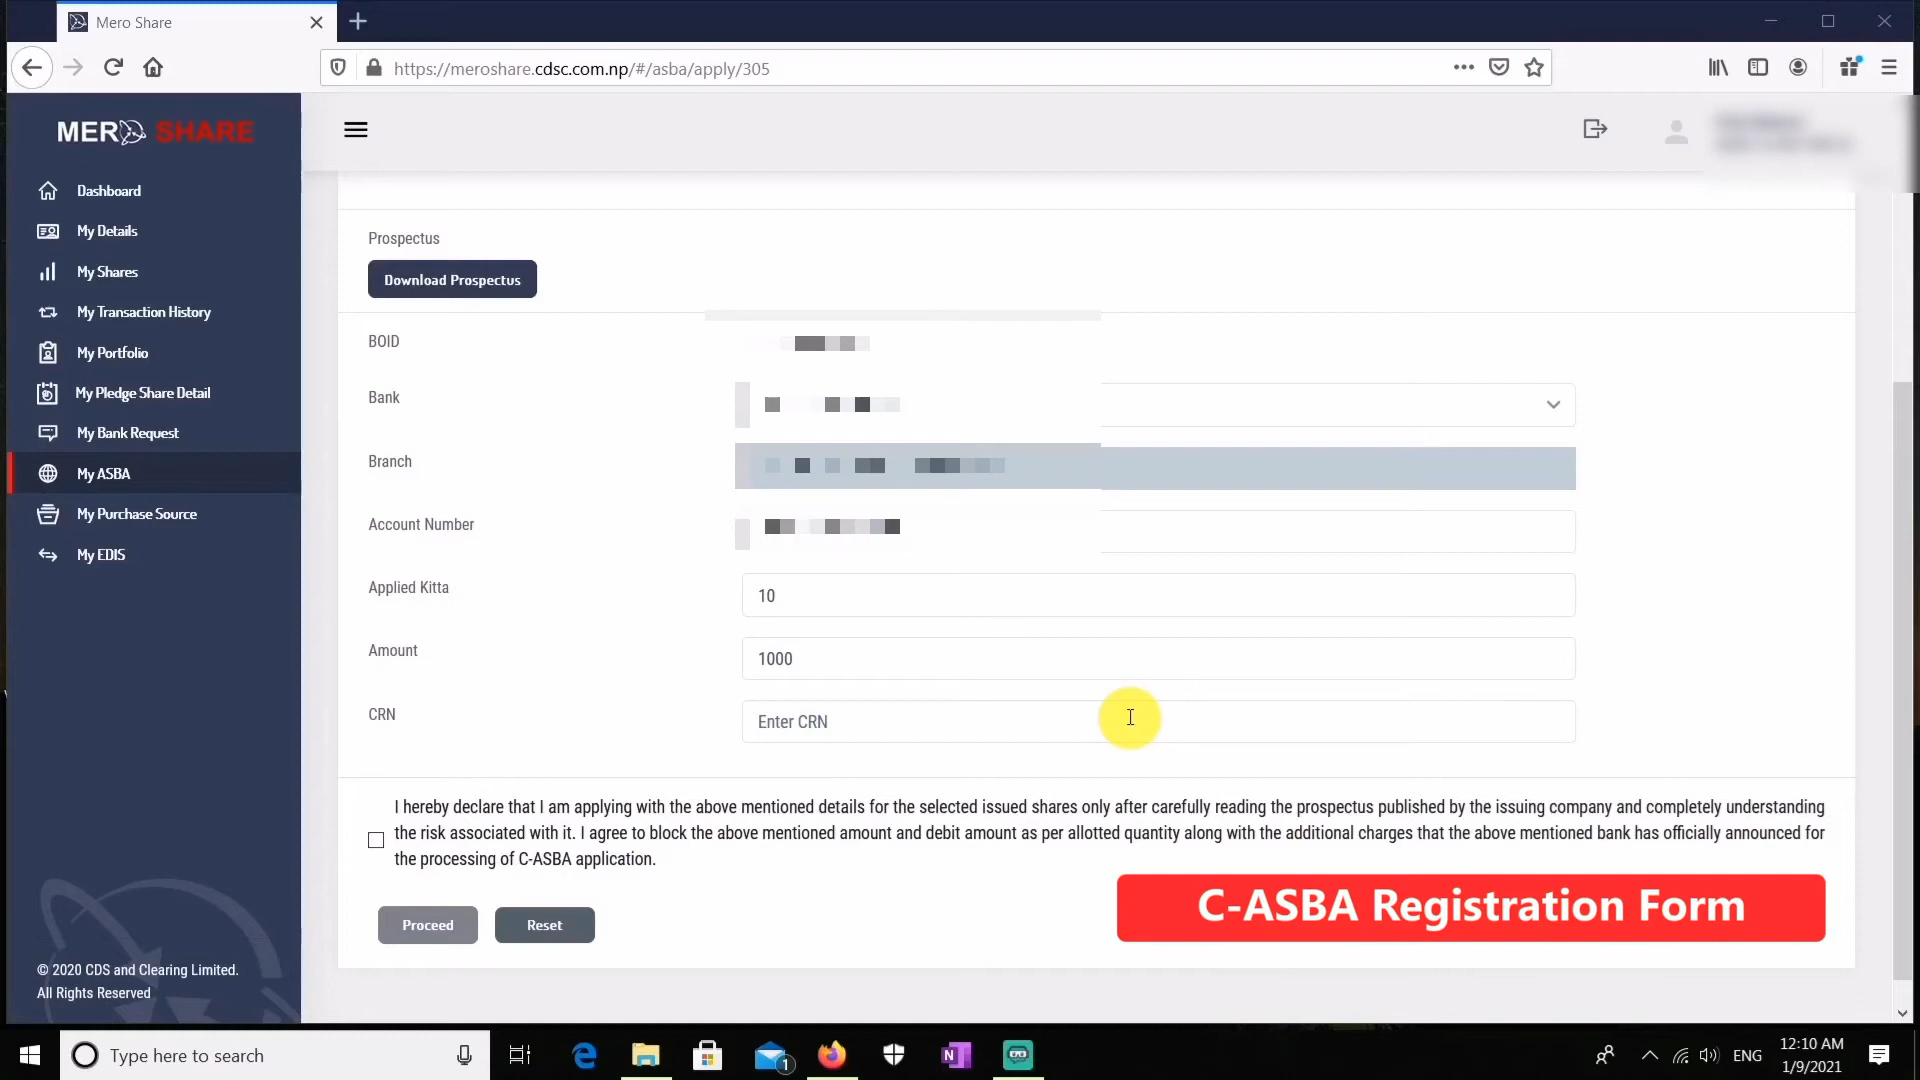 Mero Share
https://meroshare.cdsc.com.np/#/asba/apply/305
MERO SHARE
Dashboard
My Details
My Shares
My Transaction History
My Portfolio
My Pledge Share Detail
My Bank Request
My ASBA
My Purchase Source
My EDIS
© 2020 CDS and Clearing Limited.
All Rights Reserved
Prospectus
Download Prospectus
BOID
Bank
Branch
Account Number
Applied Kitta
10
Amount
1000
CRN
Enter CRN
I hereby declare that I am applying with the above mentioned details for the selected issued shares only after carefully reading the prospectus published by the issuing company and completely understanding
the risk associated with it. I agree to block the above mentioned amount and debit amount as per allotted quantity along with the additional charges that the above mentioned bank has officially announced for
the processing of C-ASBA application.
C-ASBA Registration Form
Proceed
Reset
Type here to search
1
N
ENG
12:10 AM
1/9/2021